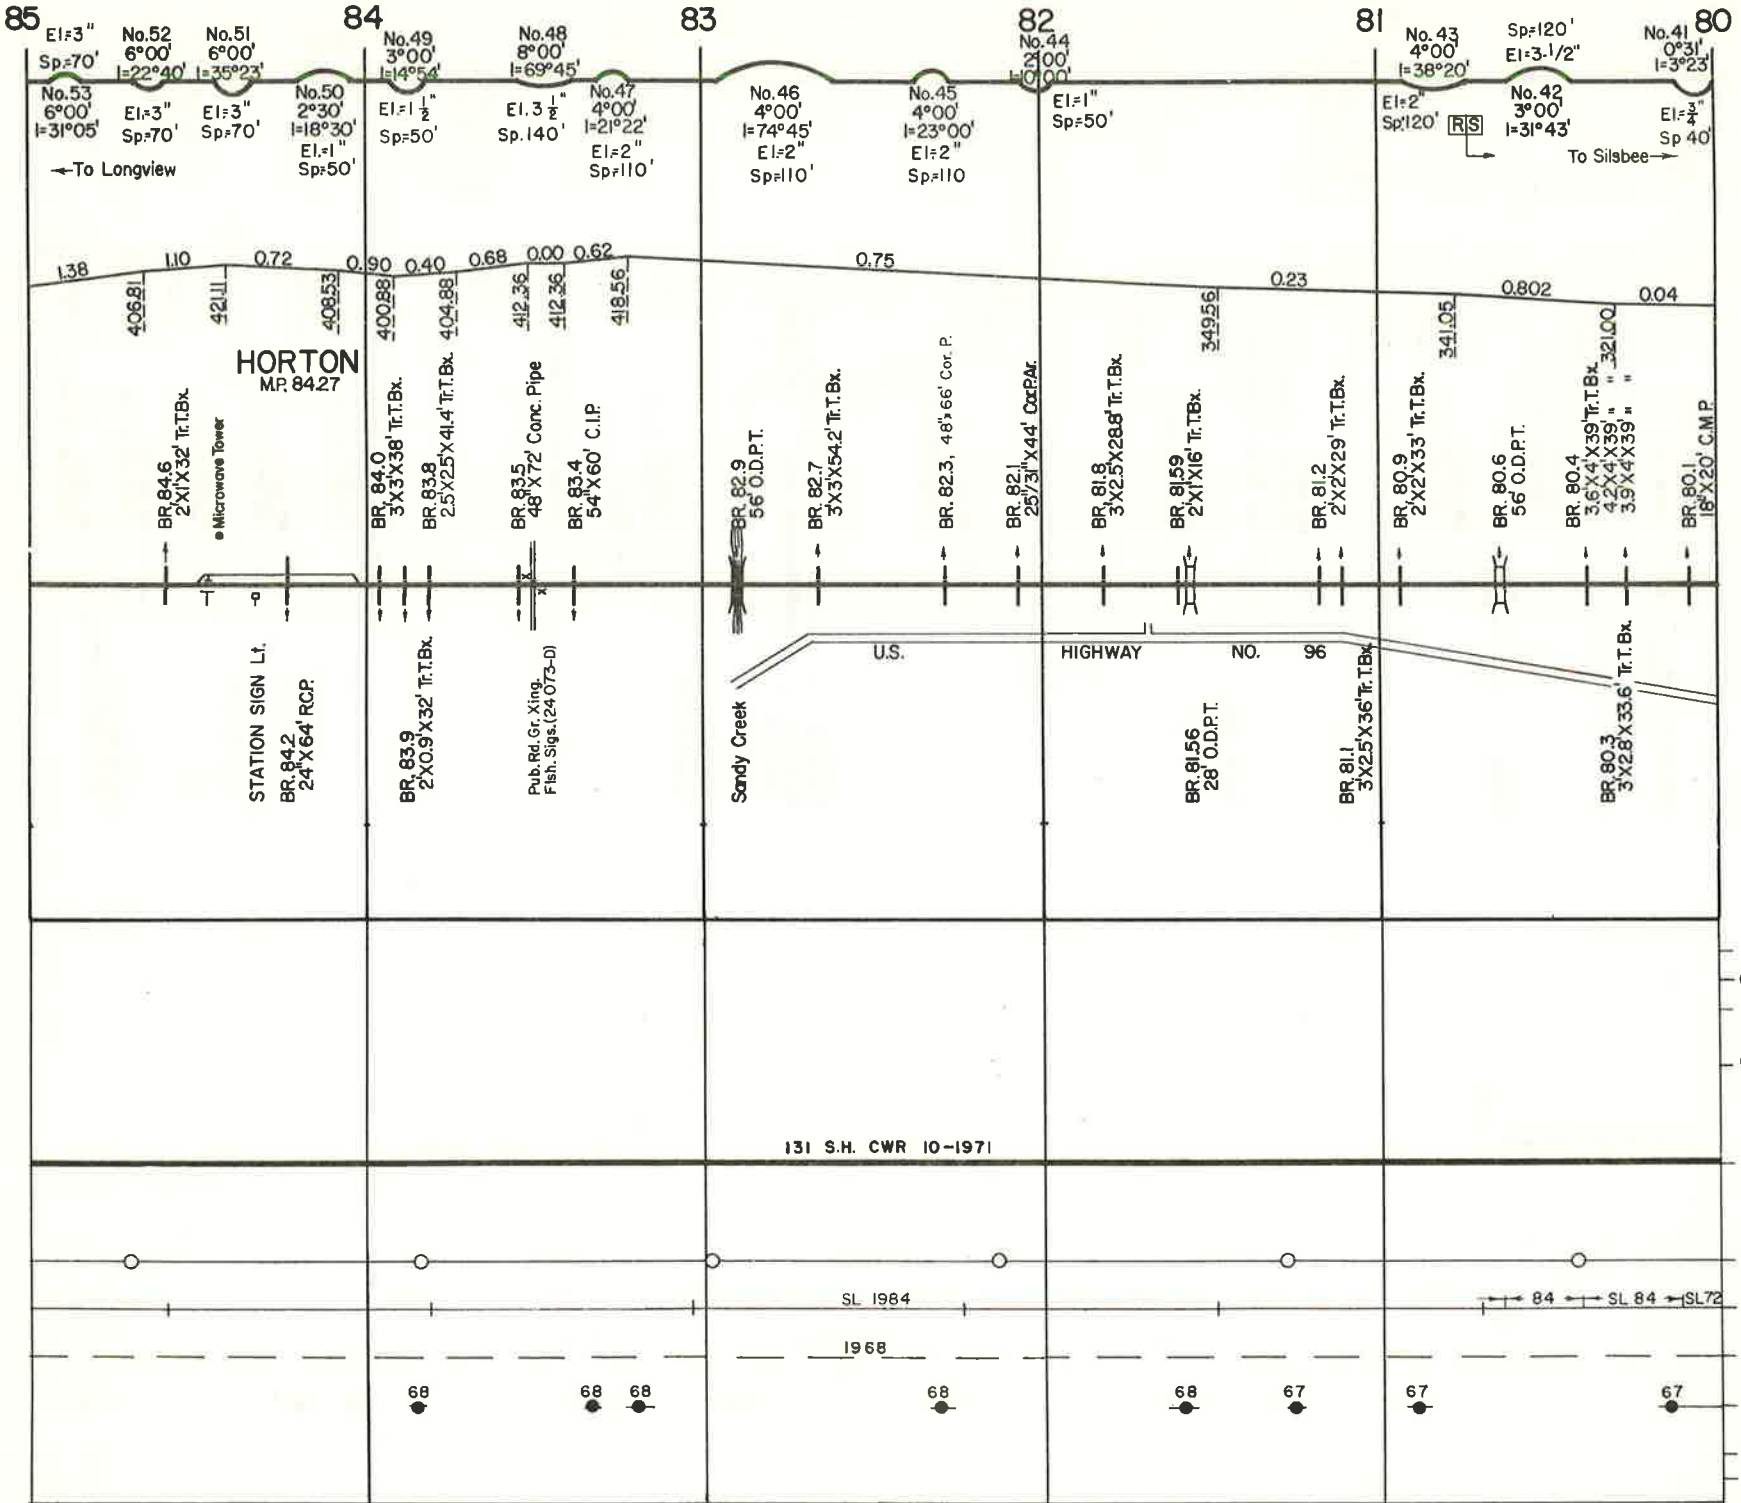 85
84
83
82
81
80
El=3"
Sp=70'
No.53
6°00'
I=31°05'
No.52
6°00'
I=22°40'
El=3"
Sp=70'
No.51
6°00'
I=35°23'
El=3"
Sp=70'
No.50
2°30'
I=18°30'
El.=1"
Sp=50'
No.49
3°00'
I=14°54'
El=1 1/2"
Sp=50'
No.48
8°00'
I=69°45'
El.3 1/2"
Sp.140'
No.47
4°00'
I=21°22'
El=2"
Sp=110'
No.46
4°00'
I=74°45'
El=2"
Sp=110'
No.45
4°00'
I=23°00'
El=2"
Sp=110
No.44
2°00'
I=10°00'
El=1"
Sp=50'
No.43
4°00'
I=38°20'
El=2"
Sp=120'
RS
Sp=120'
El=3-1/2"
No.42
3°00'
I=31°43'
No.41
0°31'
I=3°23'
El=3/4"
Sp 40'
←To Longview
To Silsbee→
1.38
1.10
0.72
0.90
0.40
0.68
0.00
0.62
0.75
0.23
0.802
0.04
406.81
421.11
408.53
400.88
404.88
412.36
412.36
418.56
349.56
341.05
321.00
HORTON
M.P. 84.27
BR. 84.6
2'X1'X32' Tr.T.Bx.
Microwave Tower
BR. 84.0
3'X3'X38' Tr.T.Bx.
BR. 83.8
2.5'X2.5'X41.4' Tr.T.Bx.
BR. 83.5
48"X72' Conc. Pipe
BR. 83.4
54"X60' C.I.P.
BR. 82.9
56' O.D.P.T.
BR. 82.7
3'X3'X54.2' Tr.T.Bx.
BR. 82.3, 48"x66' Cor. P.
BR. 82.1
25"/31"X44' Cor.P.Ar.
BR. 81.8
3'X2.5'X28.8' Tr.T.Bx.
BR. 81.59
2'X1'X16' Tr.T.Bx.
BR. 81.2
2'X2'X29' Tr.T.Bx.
BR. 80.9
2'X2'X33' Tr.T.Bx.
BR. 80.6
56' O.D.P.T.
BR. 80.4
3.6'X4'X39' Tr.T.Bx.
4.2'X4'X39' " "
3.9'X4'X39' " "
BR. 80.1
18"X20' C.M.P.
STATION SIGN Lt.
BR. 84.2
24"X64' R.C.P.
BR. 83.9
2'X0.9'X32' Tr.T.Bx.
Pub. Rd. Gr. Xing.
Flsh. Sigs.(24073-D)
Sandy Creek
U.S. HIGHWAY NO. 96
BR. 81.56
28' O.D.P.T.
BR. 81.1
3'X2.5'X36' Tr.T.Bx.
BR. 80.3
3'X2.8'X33.6' Tr.T.Bx.
131 S.H. CWR 10-1971
SL 1984
84
SL 84
SL72
1968
68
68
68
68
68
67
67
67